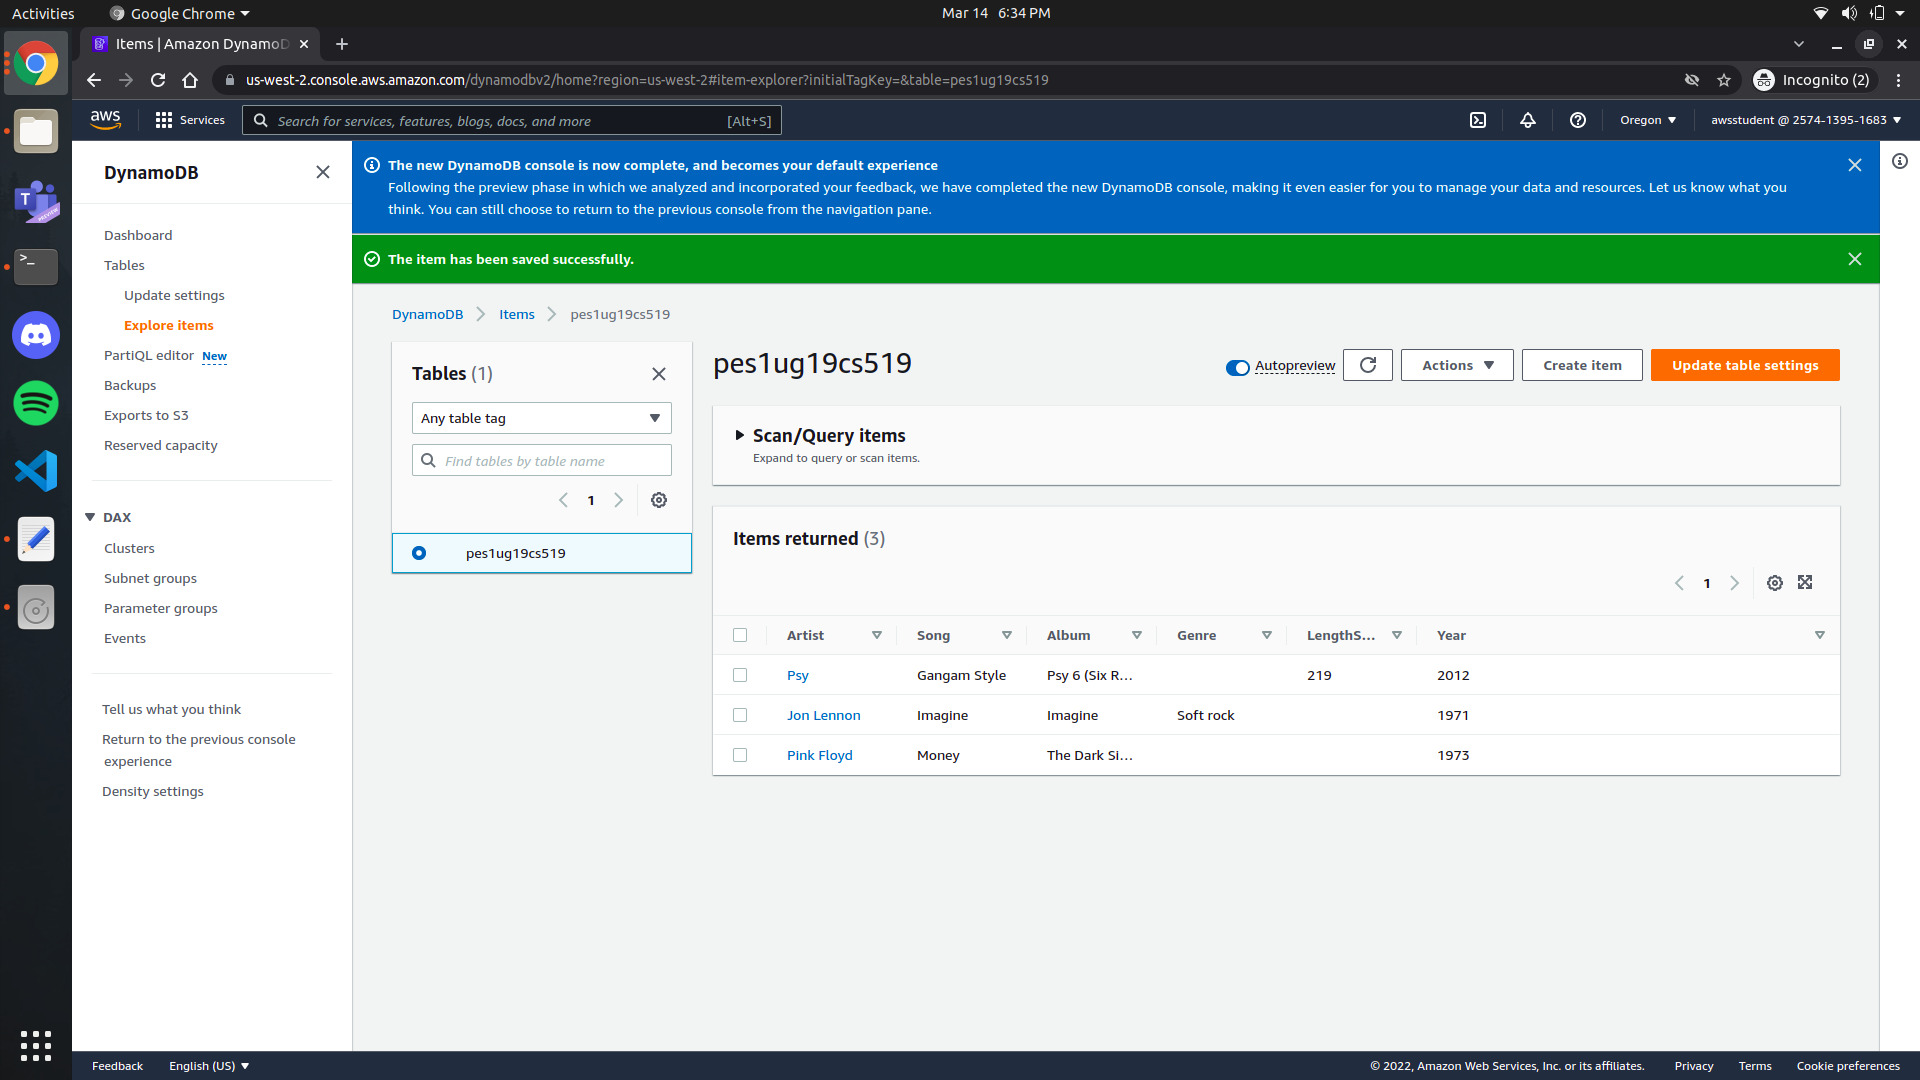 Activities
Google Chrome
Mar 14 6:34 PM
Items | Amazon DynamoD
us-west-2.console.aws.amazon.com/dynamodbv2/home?region=us-west-2#item-explorer?initialTagKey=&table=pes1ug19cs519
Incognito (2)
aws
Services
Search for services, features, blogs, docs, and more
[Alt+S]
Oregon
awsstudent @ 2574-1395-1683
DynamoDB
Dashboard
Tables
Update settings
Explore items
PartiQL editor New
Backups
Exports to S3
Reserved capacity
DAX
Clusters
Subnet groups
Parameter groups
Events
Tell us what you think
Return to the previous console
experience
Density settings
The new DynamoDB console is now complete, and becomes your default experience
Following the preview phase in which we analyzed and incorporated your feedback, we have completed the new DynamoDB console, making it even easier for you to manage your data and resources. Let us know what you
think. You can still choose to return to the previous console from the navigation pane.
The item has been saved successfully.
DynamoDB
Items
pes1ug19cs519
Tables (1)
Any table tag
Find tables by table name
1
pes1ug19cs519
pes1ug19cs519
Autopreview
Actions
Create item
Update table settings
Scan/Query items
Expand to query or scan items.
Items returned (3)
1
Artist Song Album Genre LengthS... Year
Psy Gangam Style Psy 6 (Six R... 219 2012
Jon Lennon Imagine Imagine Soft rock 1971
Pink Floyd Money The Dark Si... 1973
Feedback
English (US)
© 2022, Amazon Web Services, Inc. or its affiliates.
Privacy
Terms
Cookie preferences